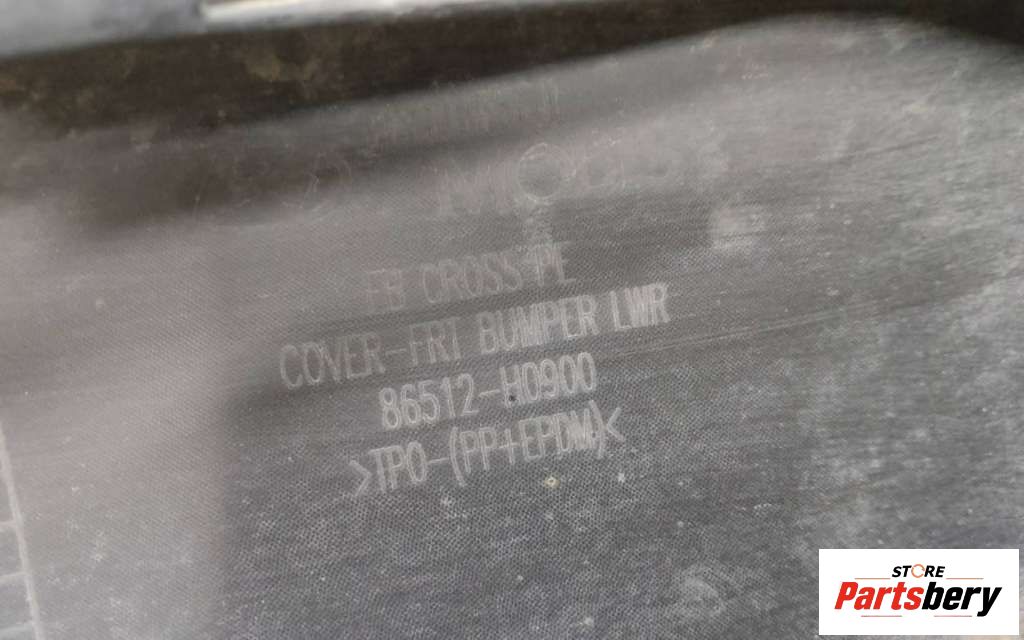 FB CROSS PE
COVER-FRT BUMPER LWR
86512-H0900
>TPO-(PP+EPDM)<
STORE
Partsbery